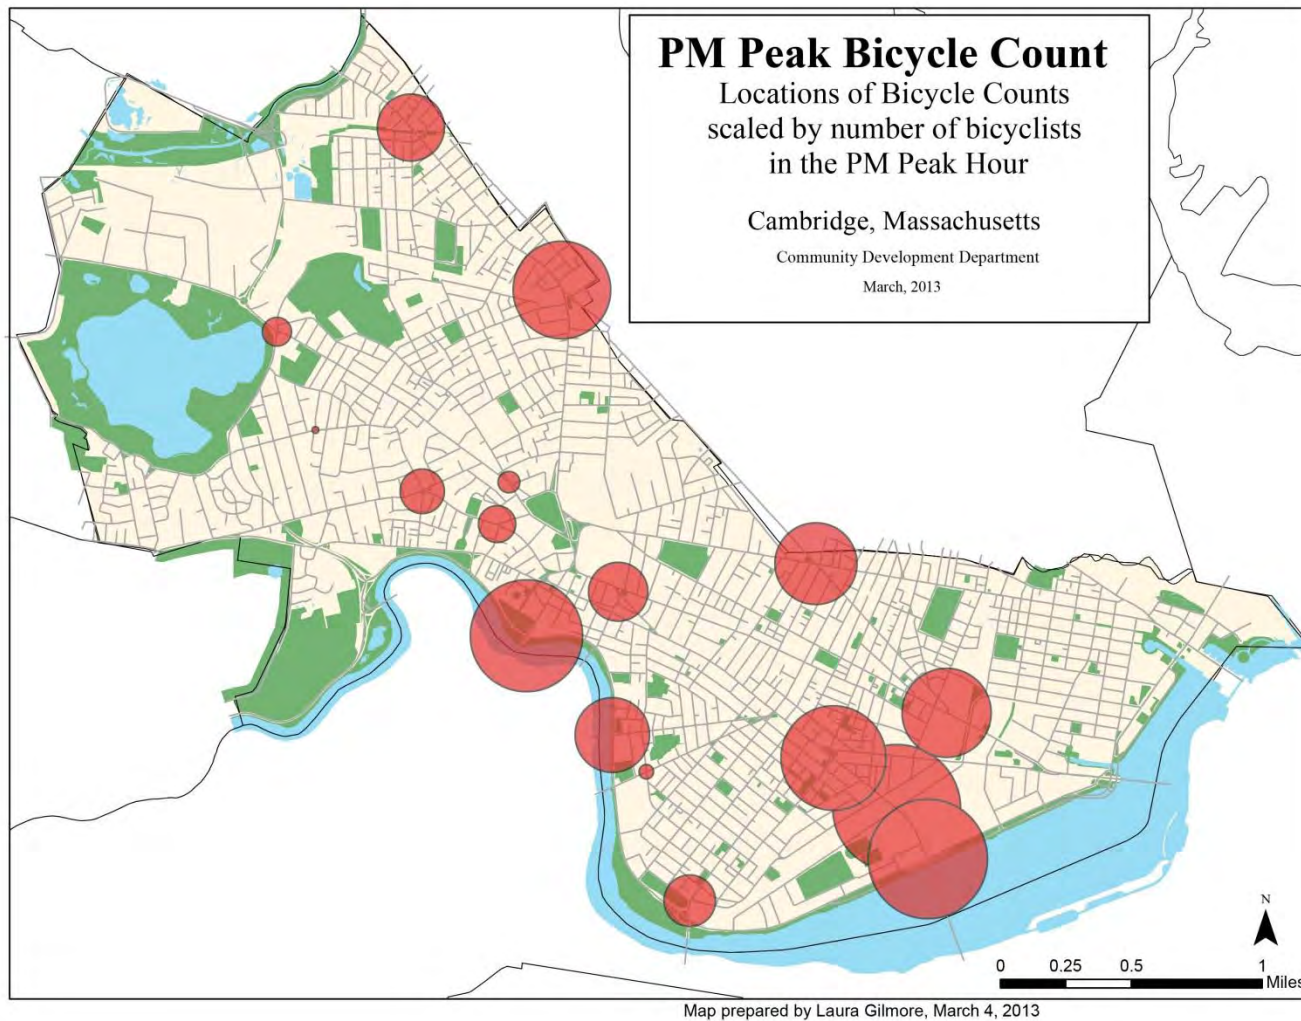 PM Peak Bicycle Count
Locations of Bicycle Counts
scaled by number of bicyclists
in the PM Peak Hour
Cambridge, Massachusetts
Community Development Department
March, 2013
N
0 0.25 0.5 1
Miles
Map prepared by Laura Gilmore, March 4, 2013